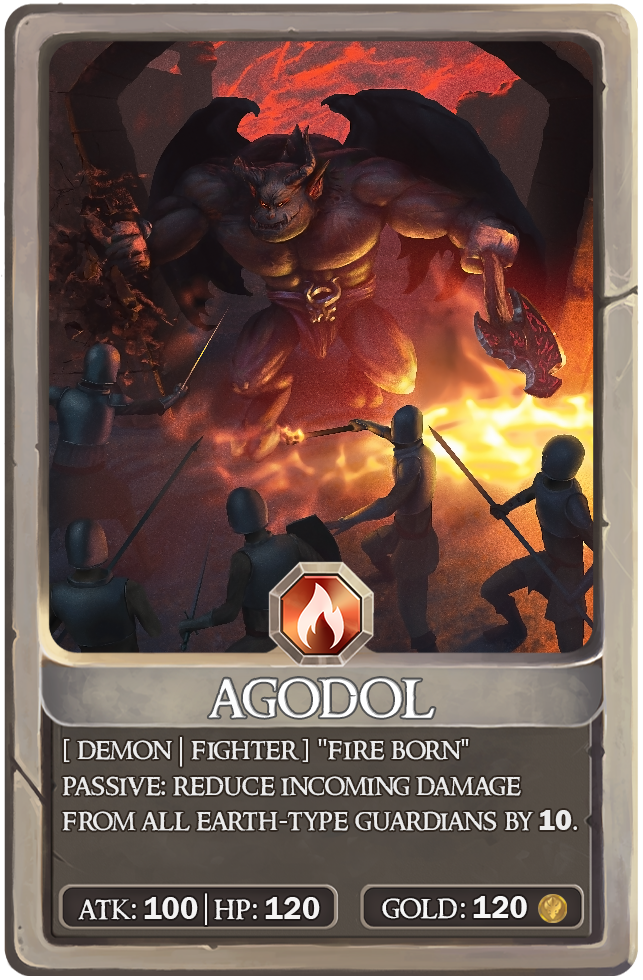 AGODOL
[ DEMON | FIGHTER ] "FIRE BORN"
PASSIVE: REDUCE INCOMING DAMAGE
FROM ALL EARTH-TYPE GUARDIANS BY 10.
ATK: 100 | HP: 120
GOLD: 120